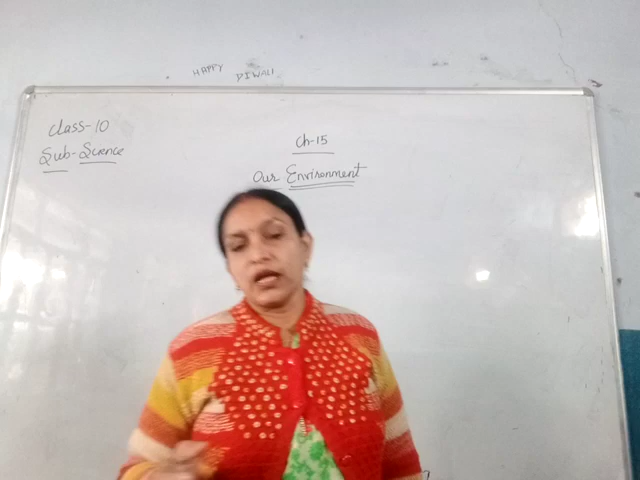 HAPPY DIWALI
Class-10
Sub-Science
Ch-15
Our Environment